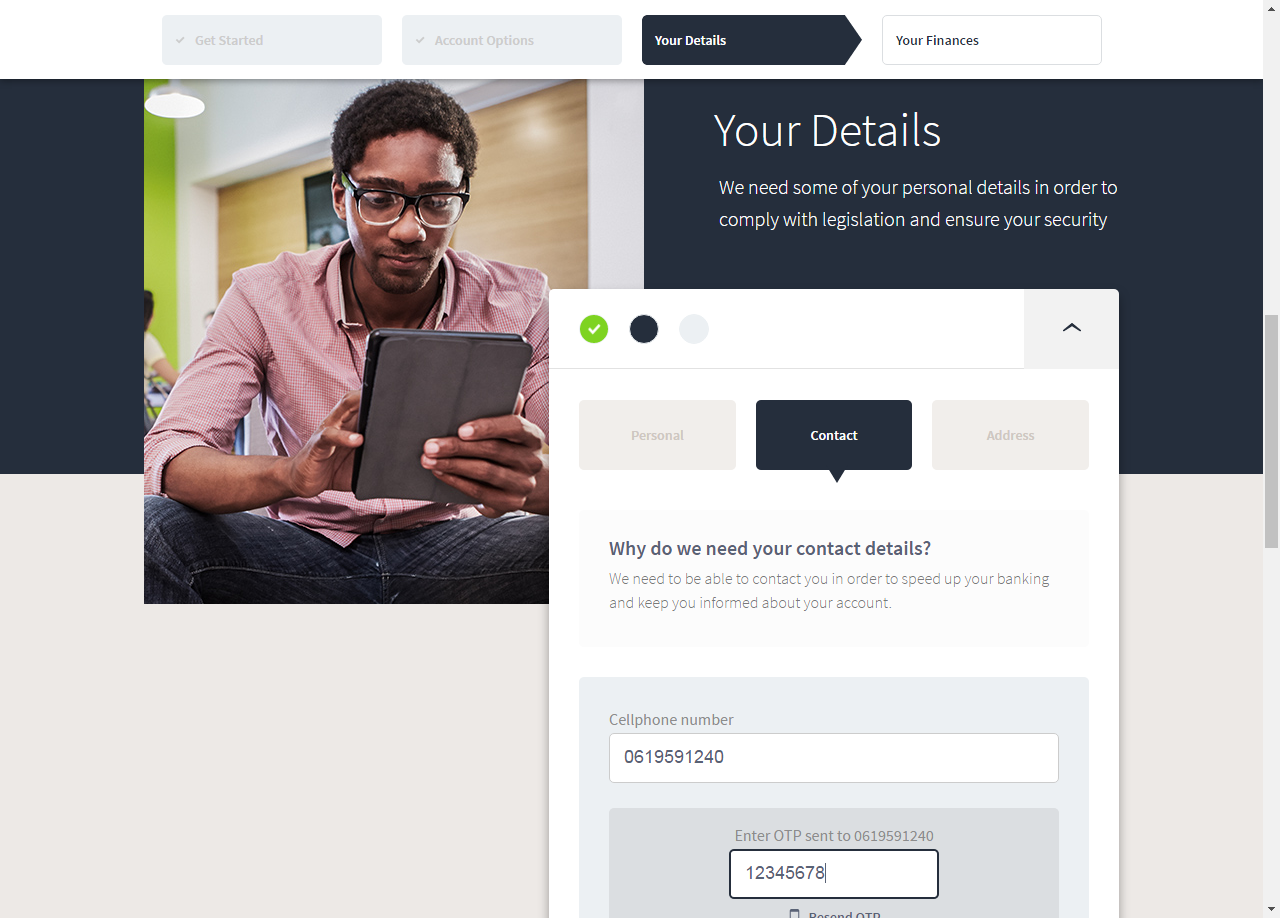 Get Started
Account Options
Your Details
Your Finances
Your Details
We need some of your personal details in order to
comply with legislation and ensure your security
Personal
Contact
Address
Why do we need your contact details?
We need to be able to contact you in order to speed up your banking
and keep you informed about your account.
Cellphone number
0619591240
Enter OTP sent to 0619591240
12345678
Resend OTP